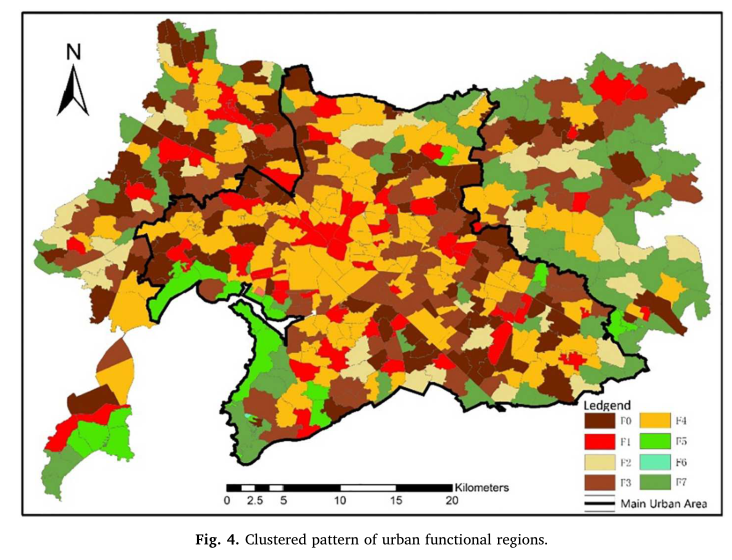 N
Ledgend
F0 F4
F1 F5
F2 F6
F3 F7
Main Urban Area
Kilometers
0 2.5 5 10 15 20
Fig. 4. Clustered pattern of urban functional regions.